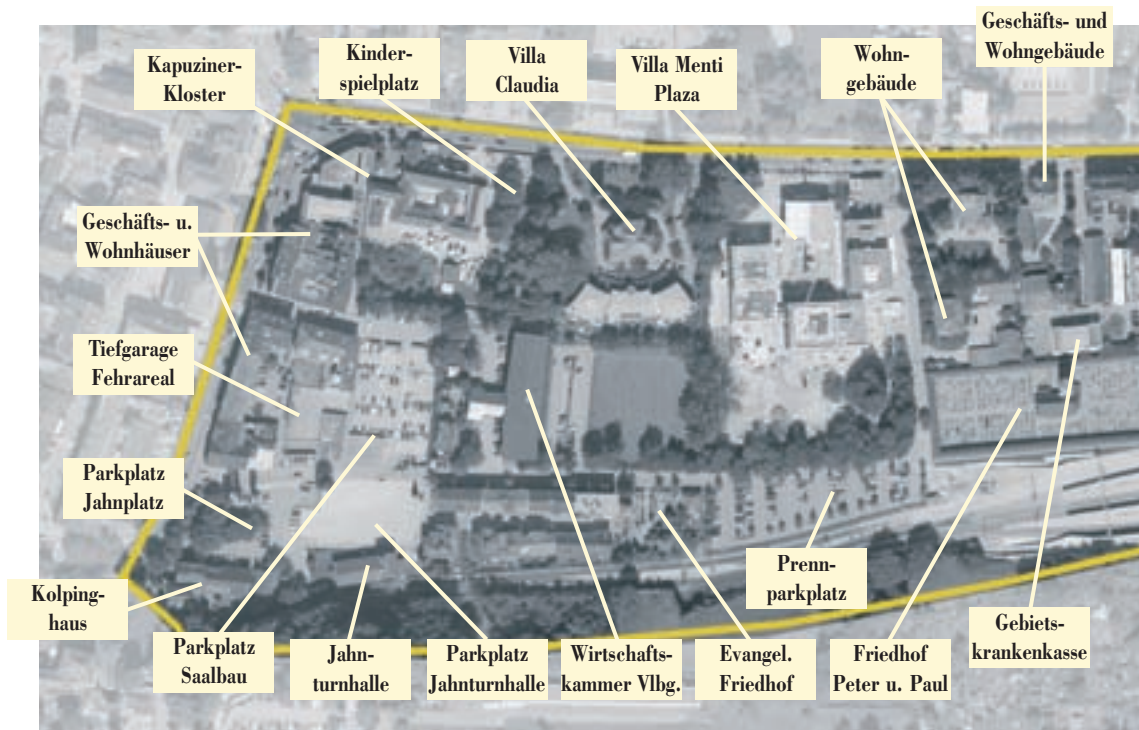 Geschäfts- und
Wohngebäude
Kapuziner-
Kloster
Kinder-
spielplatz
Villa
Claudia
Villa Menti
Plaza
Wohn-
gebäude
Geschäfts- u.
Wohnhäuser
Tiefgarage
Fehrareal
Parkplatz
Jahnplatz
Kolping-
haus
Parkplatz
Saalbau
Jahn-
turnhalle
Parkplatz
Jahnturnhalle
Wirtschafts-
kammer Vlbg.
Evangel.
Friedhof
Prenn-
parkplatz
Friedhof
Peter u. Paul
Gebiets-
krankenkasse